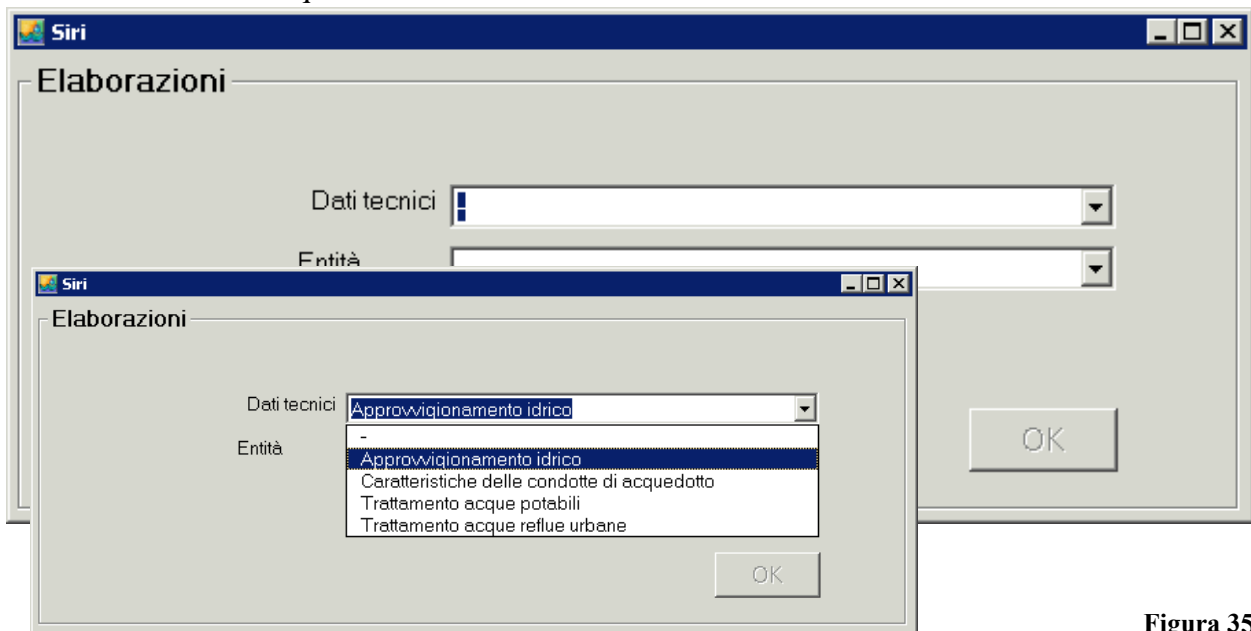 Siri
Elaborazioni
Dati tecnici
-
Entità
OK
Siri
Elaborazioni
Dati tecnici Approvvigionamento idrico
Entità
-
Approvvigionamento idrico
Caratteristiche delle condotte di acquedotto
Trattamento acque potabili
Trattamento acque reflue urbane
OK
Figura 35